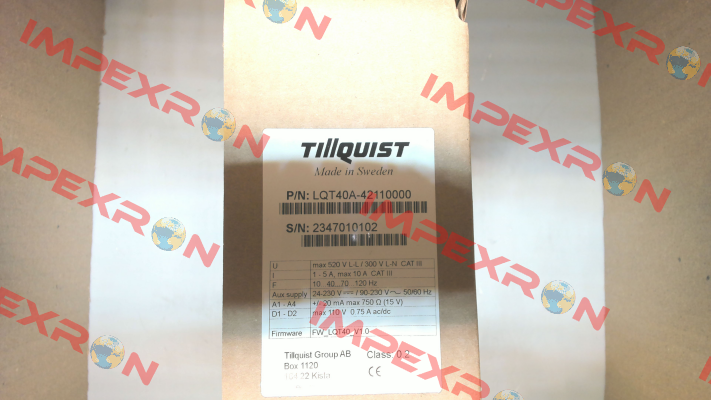 TILLQUIST
Made in Sweden
P/N: LQT40A-42110000
S/N: 2347010102
U max 520 V L-L / 300 V L-N CAT III
I 1 - 5 A, max 10 A CAT III
F 10...40...70...120 Hz
Aux supply 24-230 V ⎓ / 90-230 V ~ 50/60 Hz
A1 - A4 +/- 20 mA max 750 Ω (15 V)
D1 - D2 max 110 V 0.75 A ac/dc
Firmware FW_LQT40_V1.0
Tillquist Group AB Class: 0.2
Box 1120
22 Kista CE
IMPEXRON
IMPEXRON
IMPEXRON
IMPEXRON
IMPEXRON
IMPEXRON